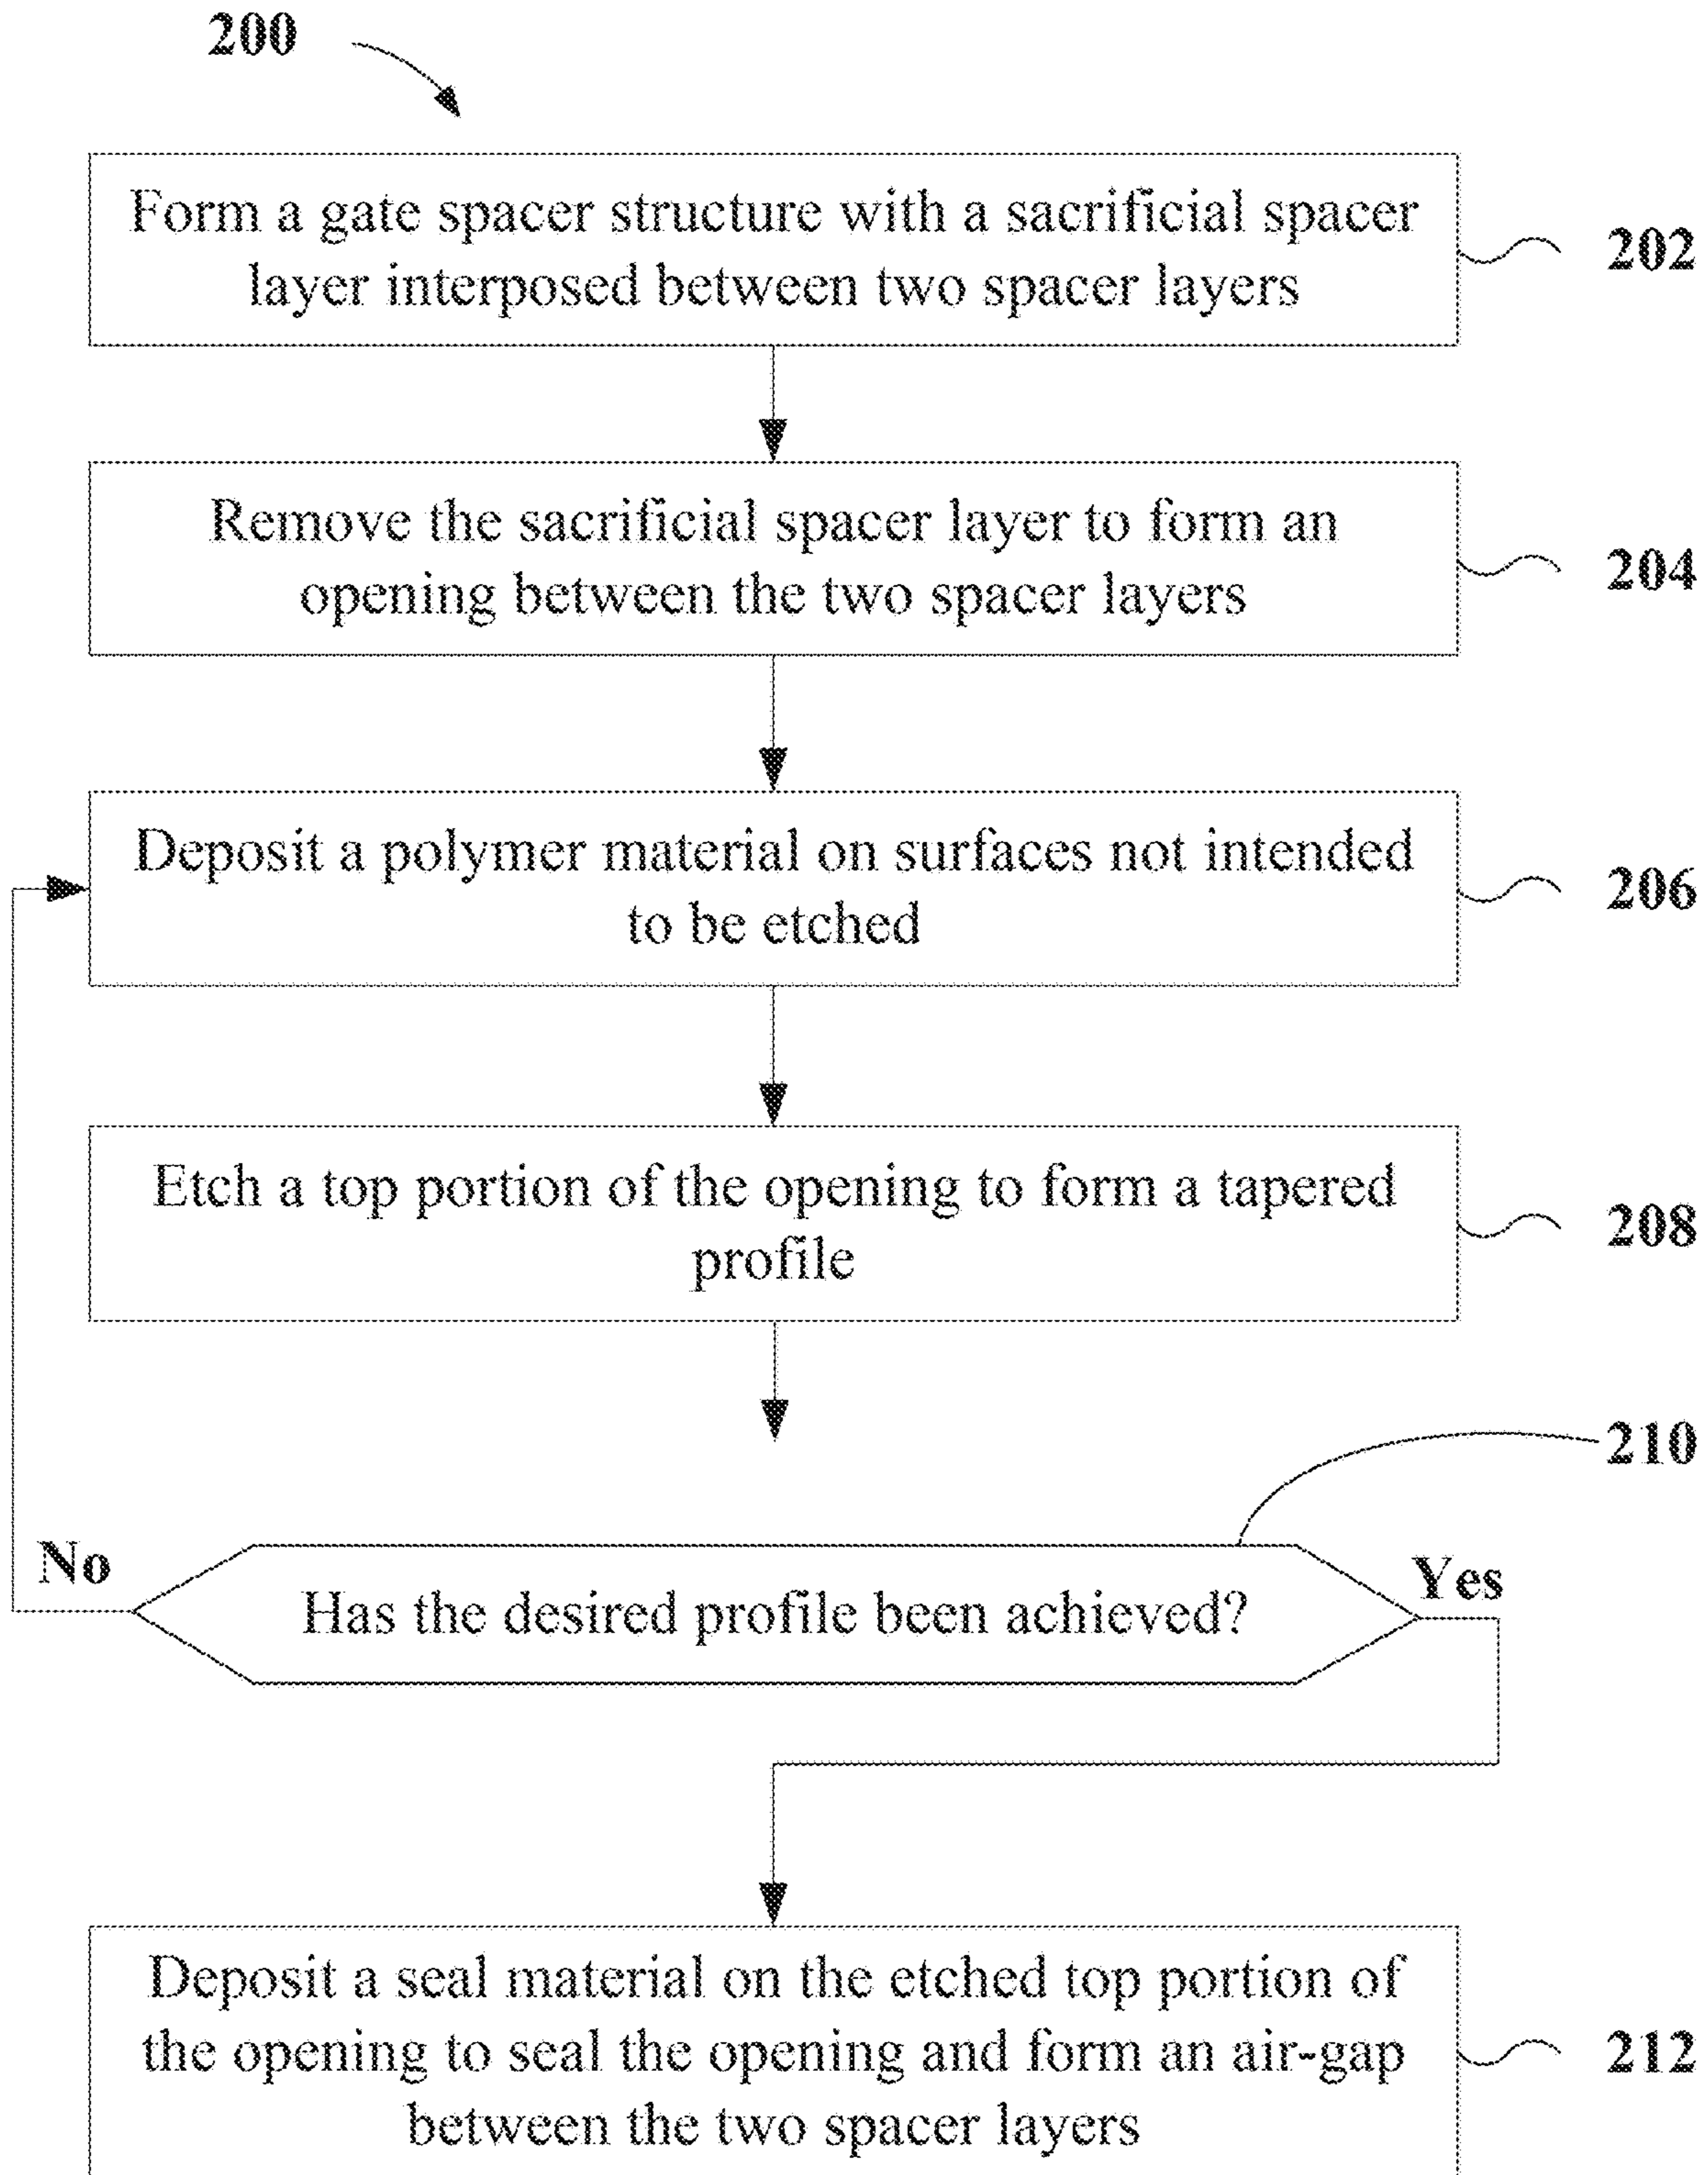 200
Form a gate spacer structure with a sacrificial spacer
layer interposed between two spacer layers
202
Remove the sacrificial spacer layer to form an
opening between the two spacer layers
204
Deposit a polymer material on surfaces not intended
to be etched
206
Etch a top portion of the opening to form a tapered
profile
208
210
No
Has the desired profile been achieved?
Yes
Deposit a seal material on the etched top portion of
the opening to seal the opening and form an air-gap
between the two spacer layers
212